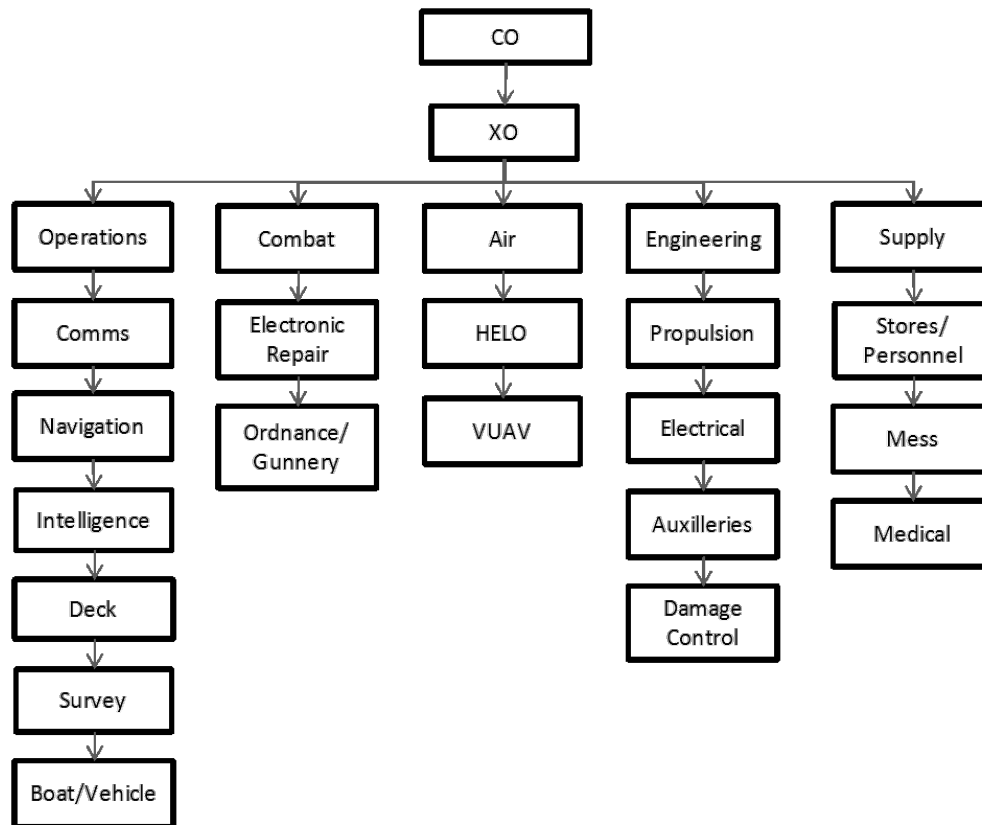 CO
XO
Operations
Combat
Air
Engineering
Supply
Comms
Electronic
Repair
HELO
Propulsion
Stores/
Personnel
Navigation
Ordnance/
Gunnery
VUAV
Electrical
Mess
Intelligence
Auxilleries
Medical
Deck
Damage
Control
Survey
Boat/Vehicle